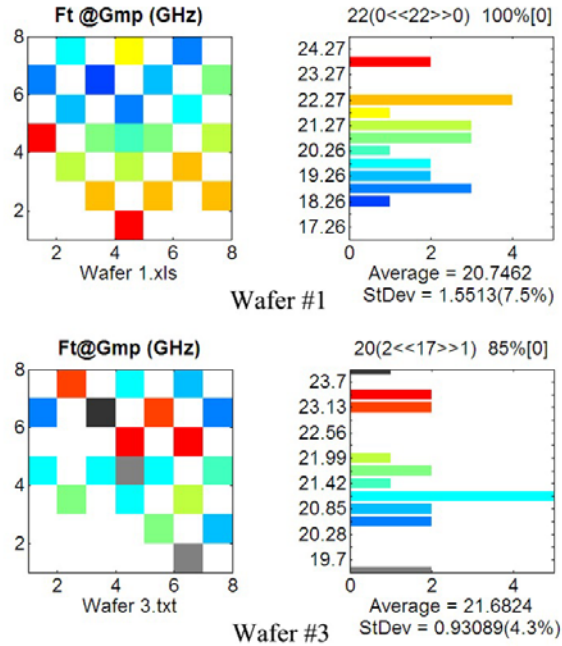 Ft @Gmp (GHz)
22(0<<22>>0) 100%[0]
8
6
4
2
2 4 6 8
Wafer 1.xls
24.27
23.27
22.27
21.27
20.26
19.26
18.26
17.26
0 2 4
Average = 20.7462
StDev = 1.5513(7.5%)
Wafer #1
Ft@Gmp (GHz)
20(2<<17>>1) 85%[0]
8
6
4
2
2 4 6 8
Wafer 3.txt
23.7
23.13
22.56
21.99
21.42
20.85
20.28
19.7
0 2 4
Average = 21.6824
StDev = 0.93089(4.3%)
Wafer #3